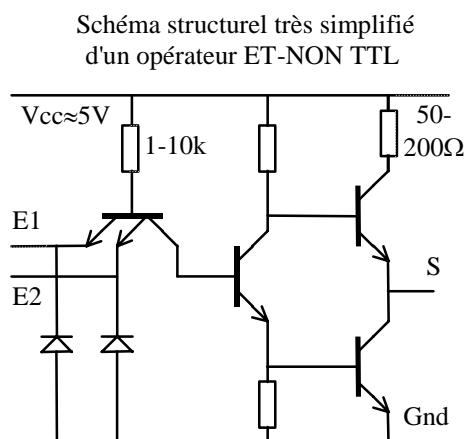 Schéma structurel très simplifié
d'un opérateur ET-NON TTL
Vcc≈5V
50-
200Ω
1-10k
E1
E2
S
Gnd